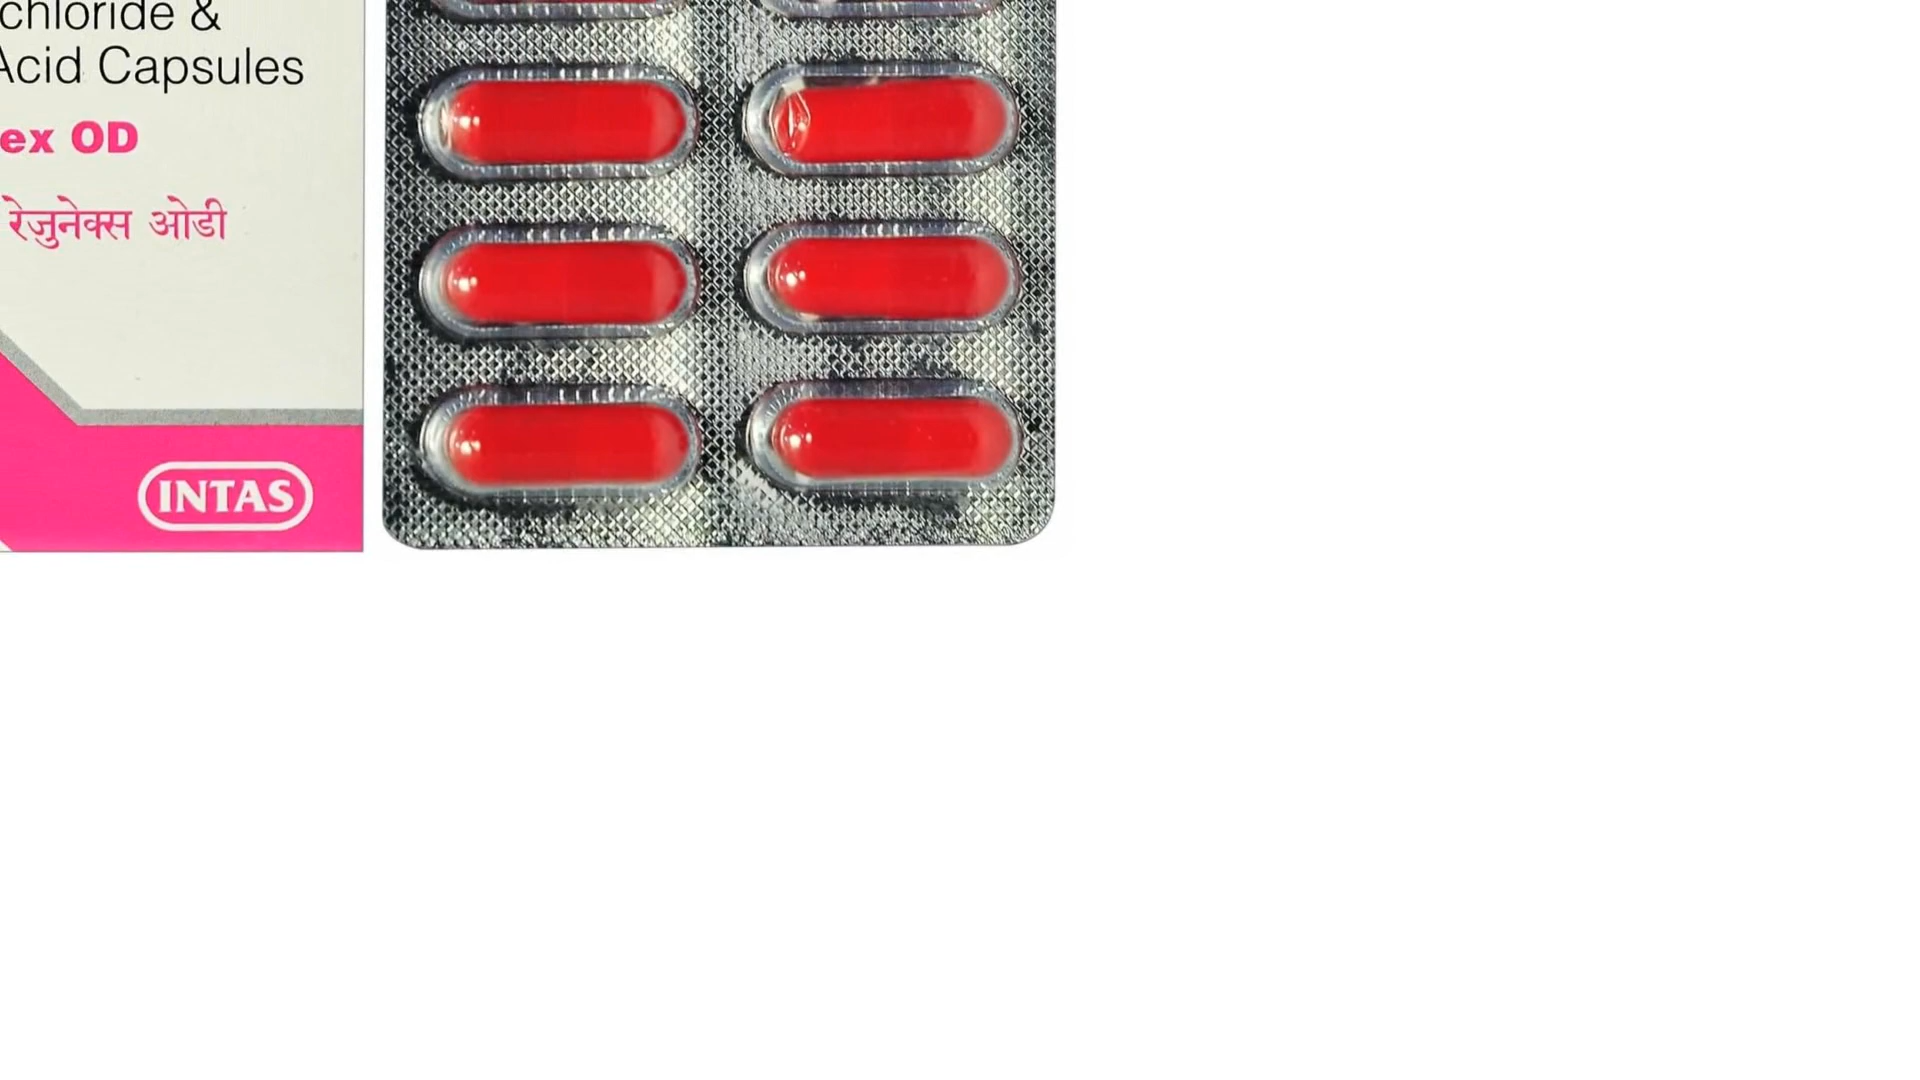 chloride &
Acid Capsules
ex OD
रेजुनेक्स ओडी
INTAS